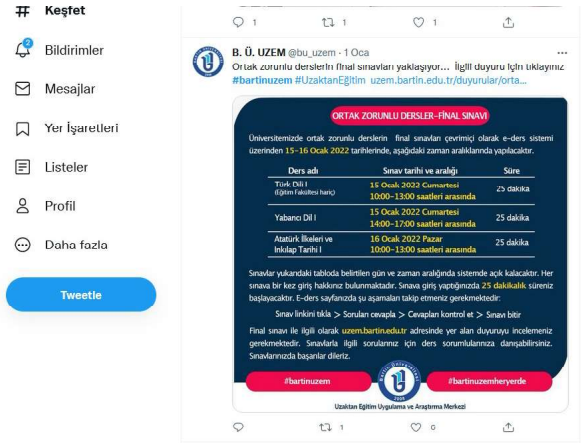 Keşfet
2
Bildirimler
Mesajlar
Yer İşaretleri
Listeler
Profil
Daha fazla
Tweetle
1
1
1
B. Ü. UZEM @bu_uzem · 1 Oca
Ortak zorunlu derslerin final sınavları yaklaşıyor... İlgili duyuru için tıklayınız
#bartinuzem #UzaktanEğitim uzem.bartin.edu.tr/duyurular/orta...
ORTAK ZORUNLU DERSLER-FİNAL SINAVI
Üniversitemizde ortak zorunlu derslerin final sınavları çevrimiçi olarak e-ders sistemi
üzerinden 15-16 Ocak 2022 tarihlerinde, aşağıdaki zaman aralıklarında yapılacaktır.
Ders adı Sınav tarihi ve aralığı Süre
Türk Dili I
(Eğitim Fakültesi hariç)
15 Ocak 2022 Cumartesi
10:00-13:00 saatleri arasında
25 dakika
Yabancı Dil I
15 Ocak 2022 Cumartesi
14:00-17:00 saatleri arasında
25 dakika
Atatürk İlkeleri ve
İnkılap Tarihi I
16 Ocak 2022 Pazar
10:00-13:00 saatleri arasında
25 dakika
Sınavlar yukarıdaki tabloda belirtilen gün ve zaman aralığında sistemde açık kalacaktır. Her
sınava bir kez giriş hakkınız bulunmaktadır. Sınava giriş yaptığınızda 25 dakikalık süreniz
başlayacaktır. E-ders sayfanızda şu aşamaları takip etmeniz gerekmektedir:
Sınav linkini tıkla > Soruları cevapla > Cevapları kontrol et > Sınavı bitir
Final sınavı ile ilgili olarak uzem.bartin.edu.tr adresinde yer alan duyuruyu incelemeniz
gerekmektedir. Sınavlarla ilgili sorularınız için ders sorumlularınıza danışabilirsiniz.
Sınavlarınızda başarılar dileriz.
#bartinuzem
Bartın Üniversitesi
2008
#bartinuzemheryerde
Uzaktan Eğitim Uygulama ve Araştırma Merkezi
1
0